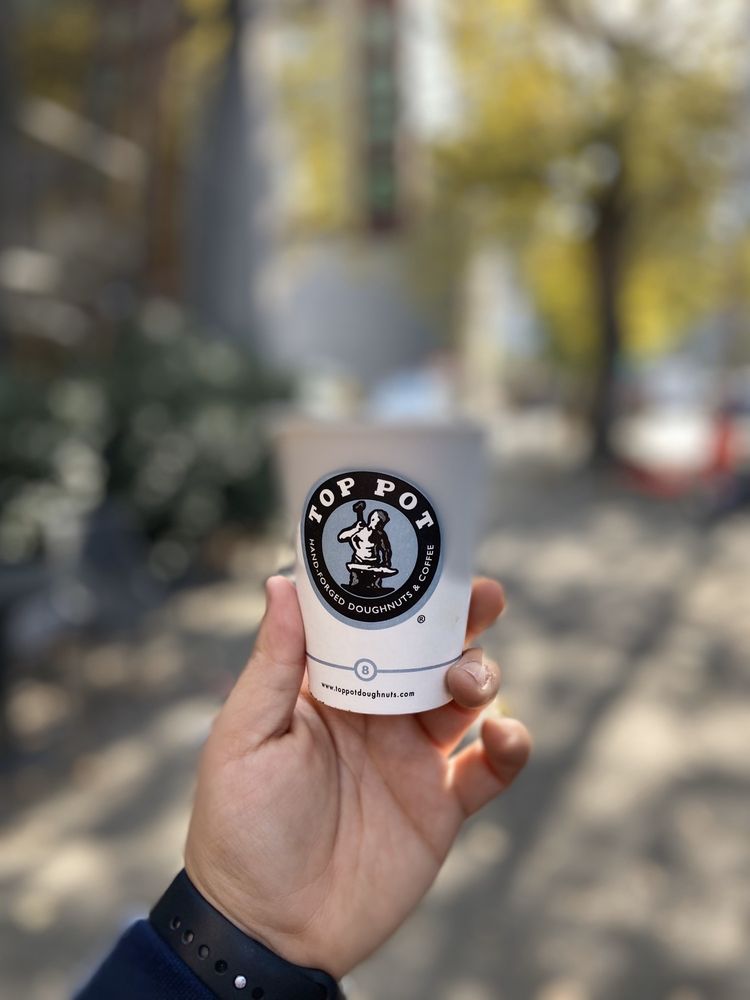 TOP POT
HAND-FORGED DOUGHNUTS & COFFEE
®
8
www.toppotdoughnuts.com